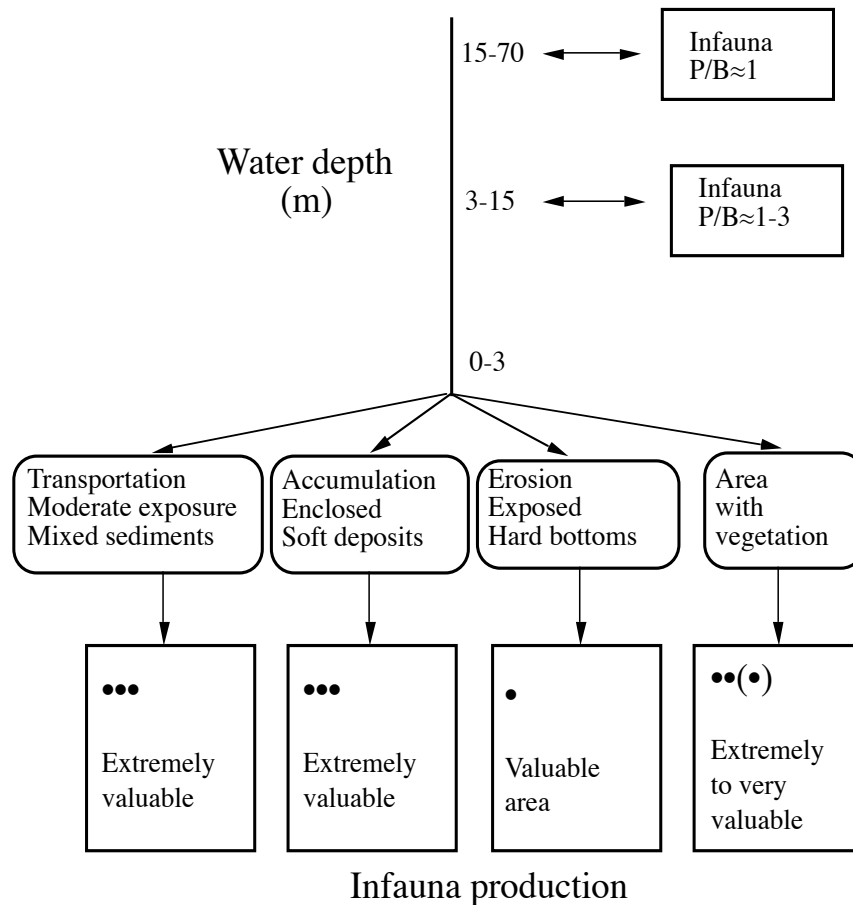 15-70
Infauna
P/B≈1
Water depth
(m)
3-15
Infauna
P/B≈1-3
0-3
Transportation
Moderate exposure
Mixed sediments
Accumulation
Enclosed
Soft deposits
Erosion
Exposed
Hard bottoms
Area
with
vegetation
•••
Extremely
valuable
•••
Extremely
valuable
•
Valuable
area
••(•)
Extremely
to very
valuable
Infauna production